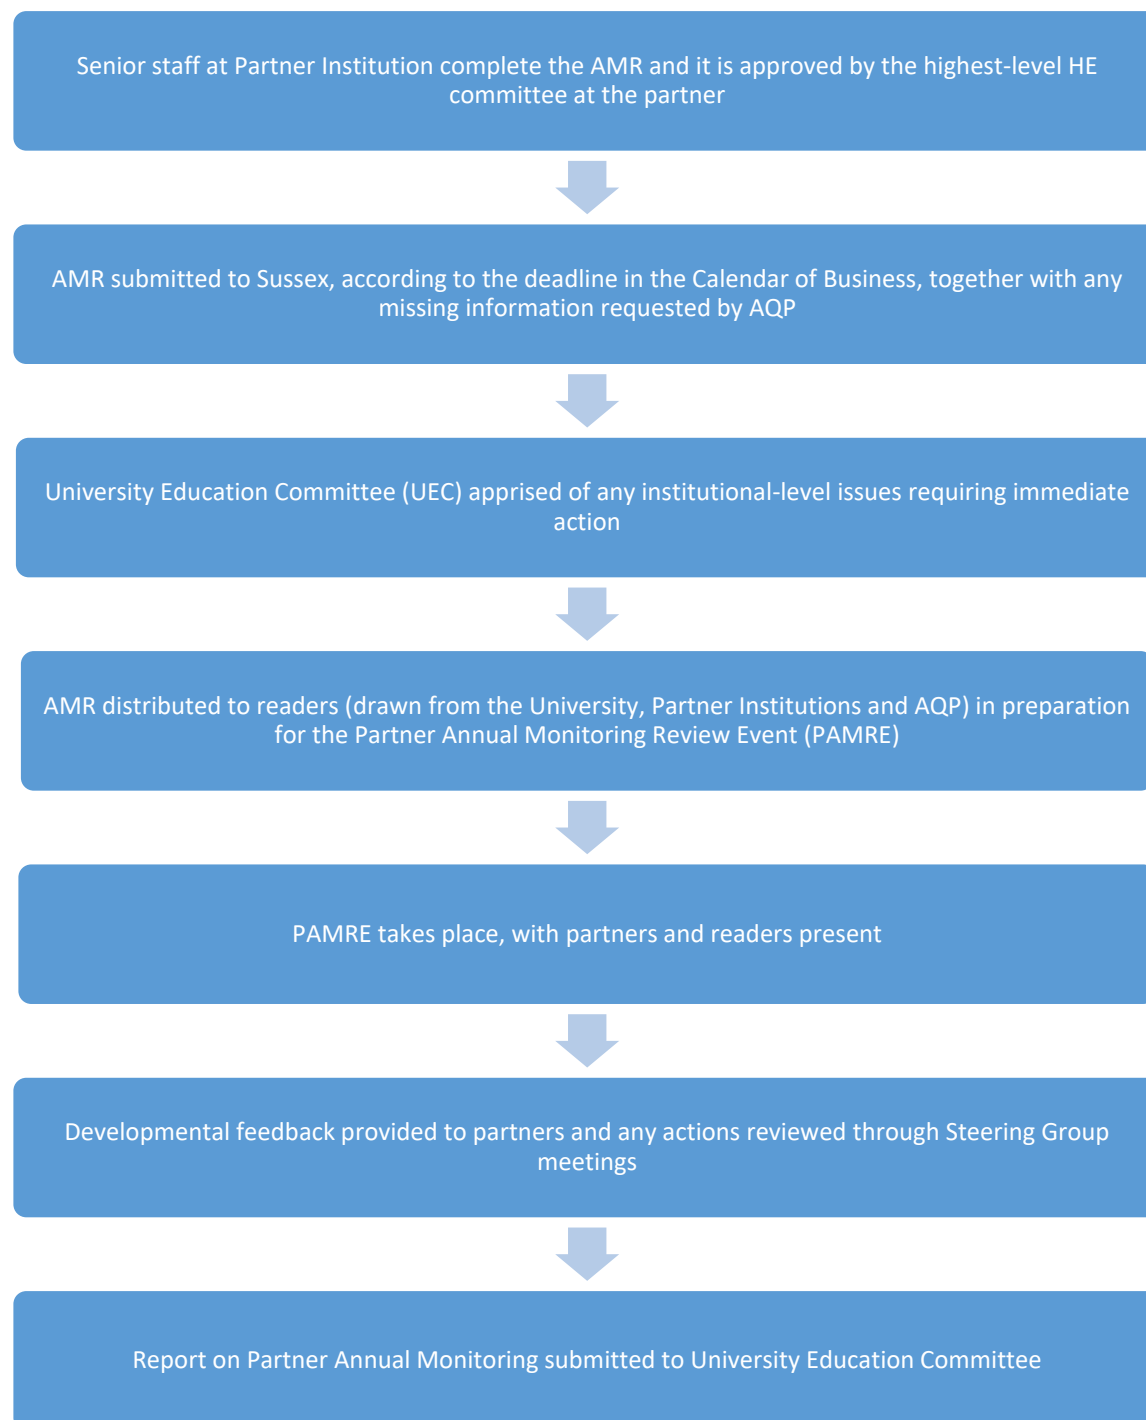 Senior staff at Partner Institution complete the AMR and it is approved by the highest-level HE
committee at the partner
AMR submitted to Sussex, according to the deadline in the Calendar of Business, together with any
missing information requested by AQP
University Education Committee (UEC) apprised of any institutional-level issues requiring immediate
action
AMR distributed to readers (drawn from the University, Partner Institutions and AQP) in preparation
for the Partner Annual Monitoring Review Event (PAMRE)
PAMRE takes place, with partners and readers present
Developmental feedback provided to partners and any actions reviewed through Steering Group
meetings
Report on Partner Annual Monitoring submitted to University Education Committee